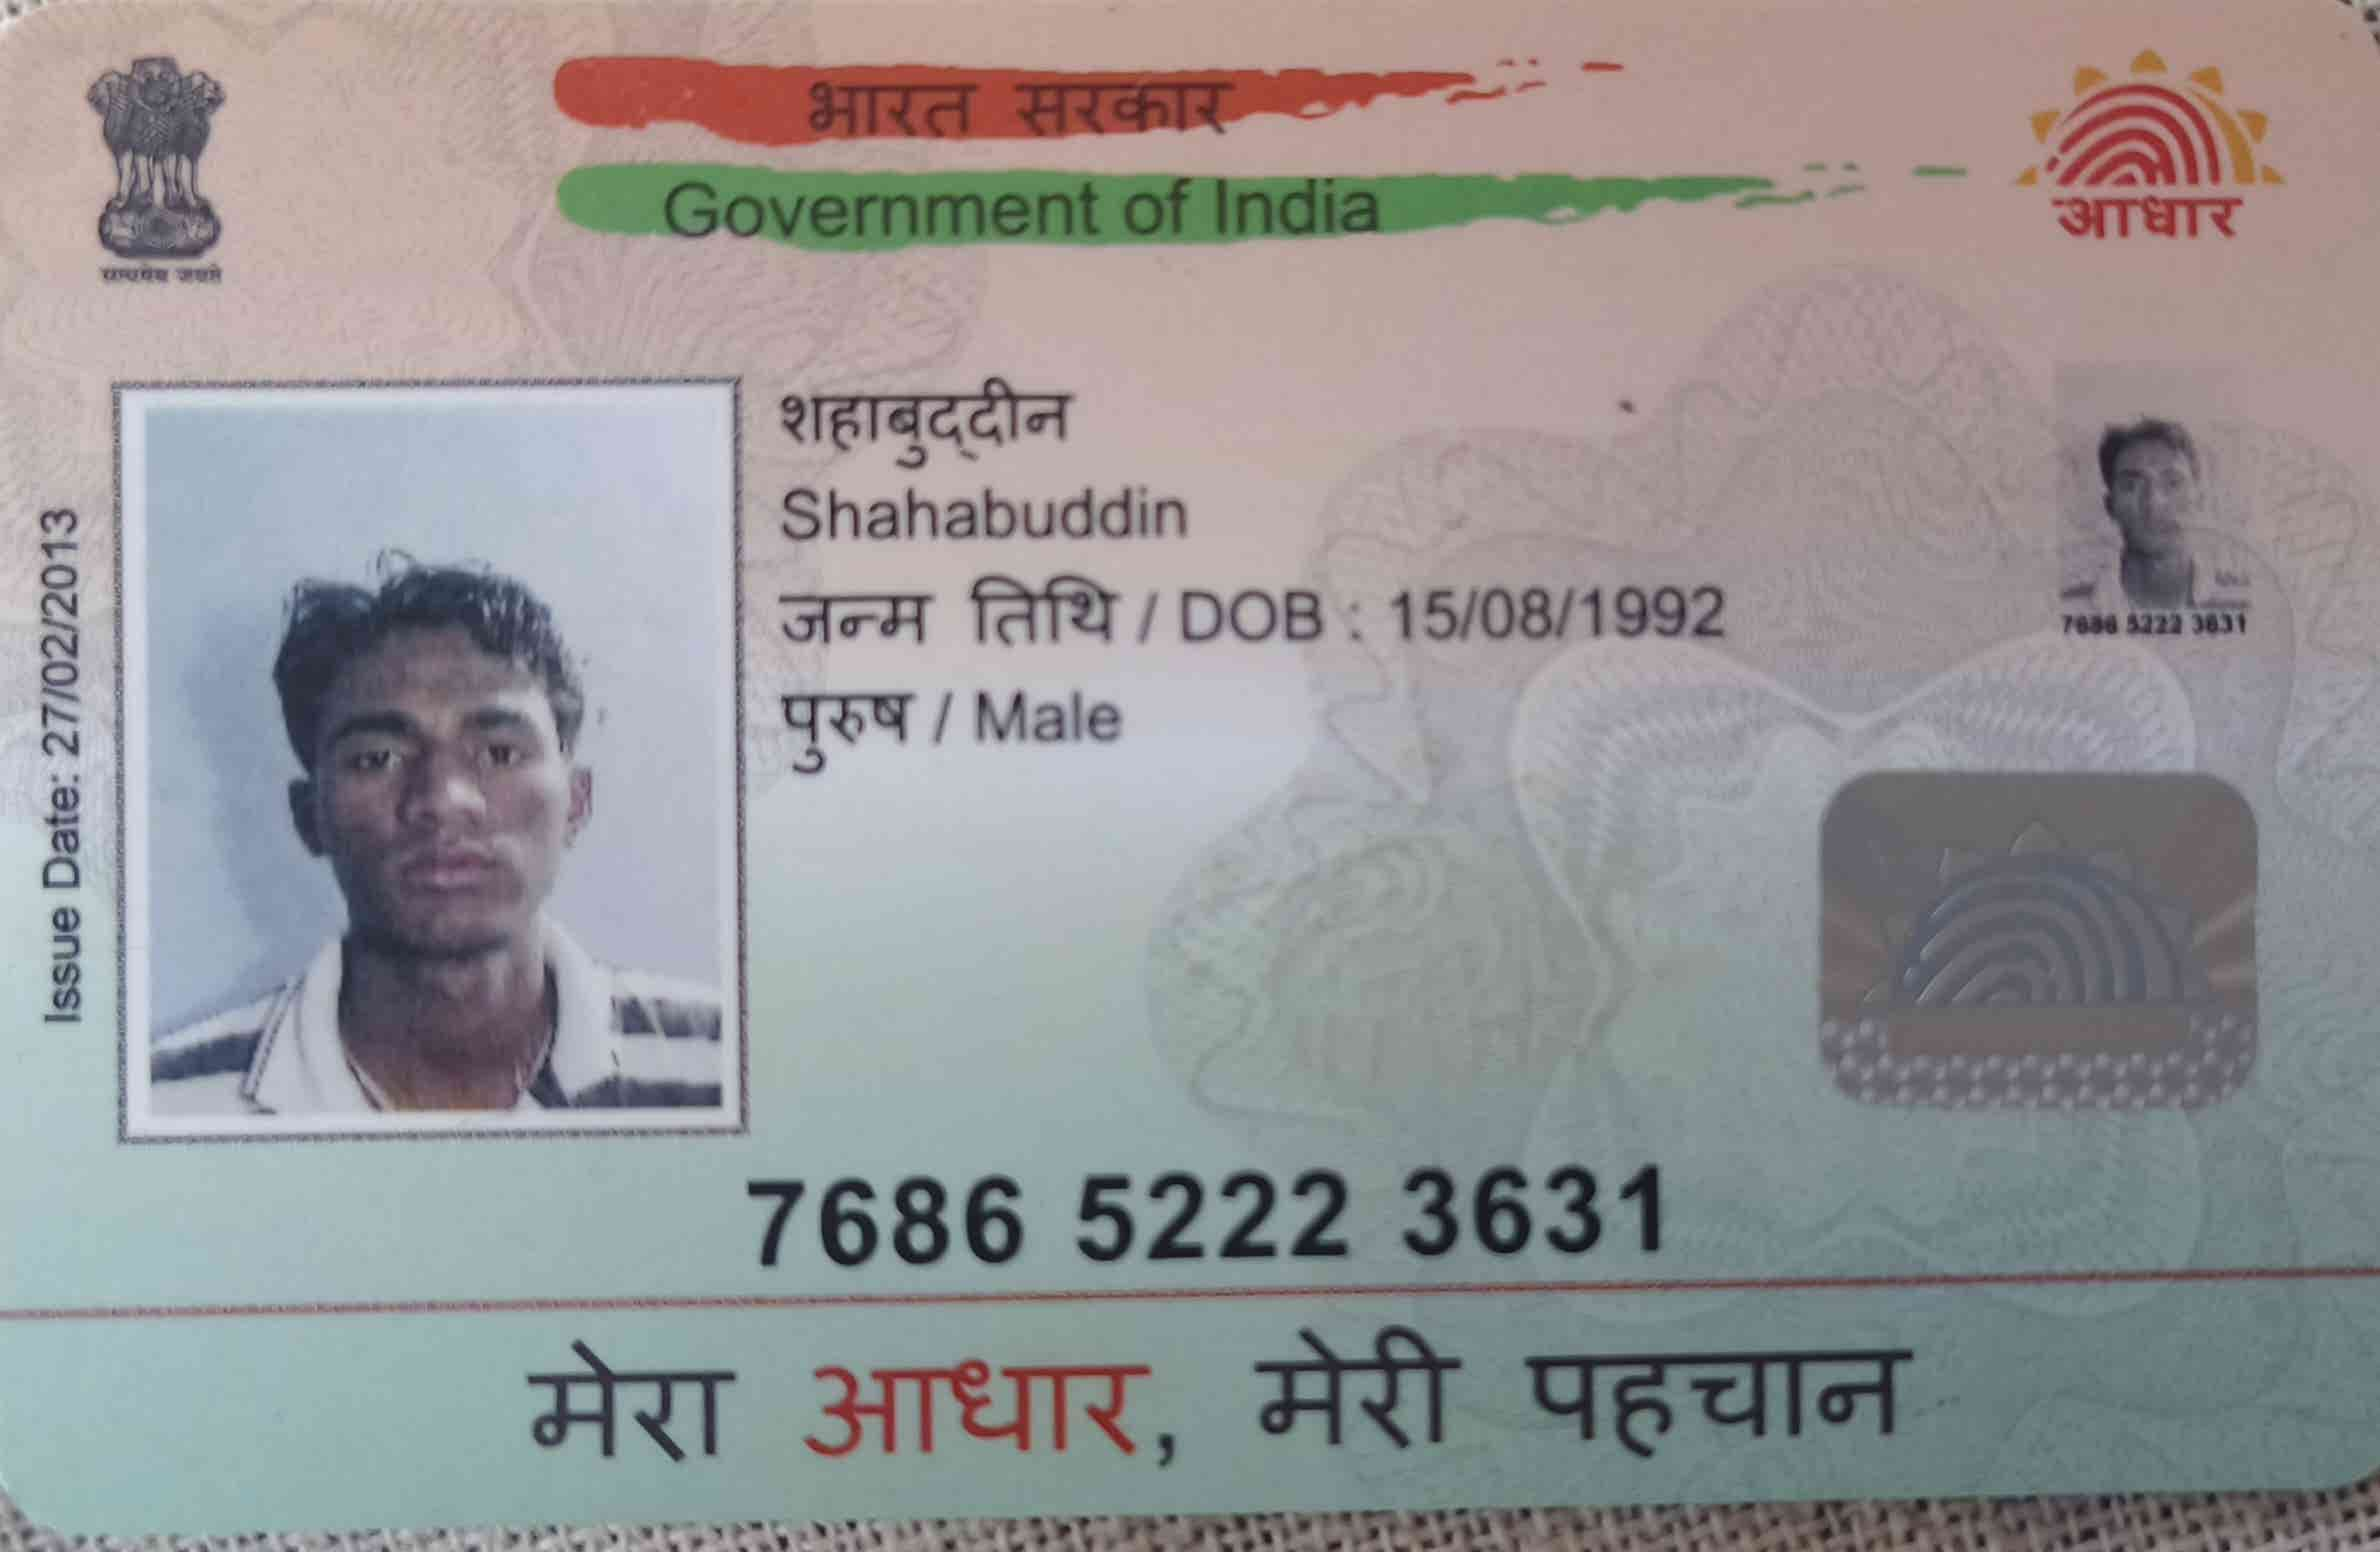 भारत सरकार
Government of India
आधार
सत्यमेव जयते
Issue Date: 27/02/2013
शहाबुद्दीन
Shahabuddin
जन्म तिथि / DOB : 15/08/1992
पुरुष / Male
7686 5222 3631
7686 5222 3631
मेरा आधार, मेरी पहचान